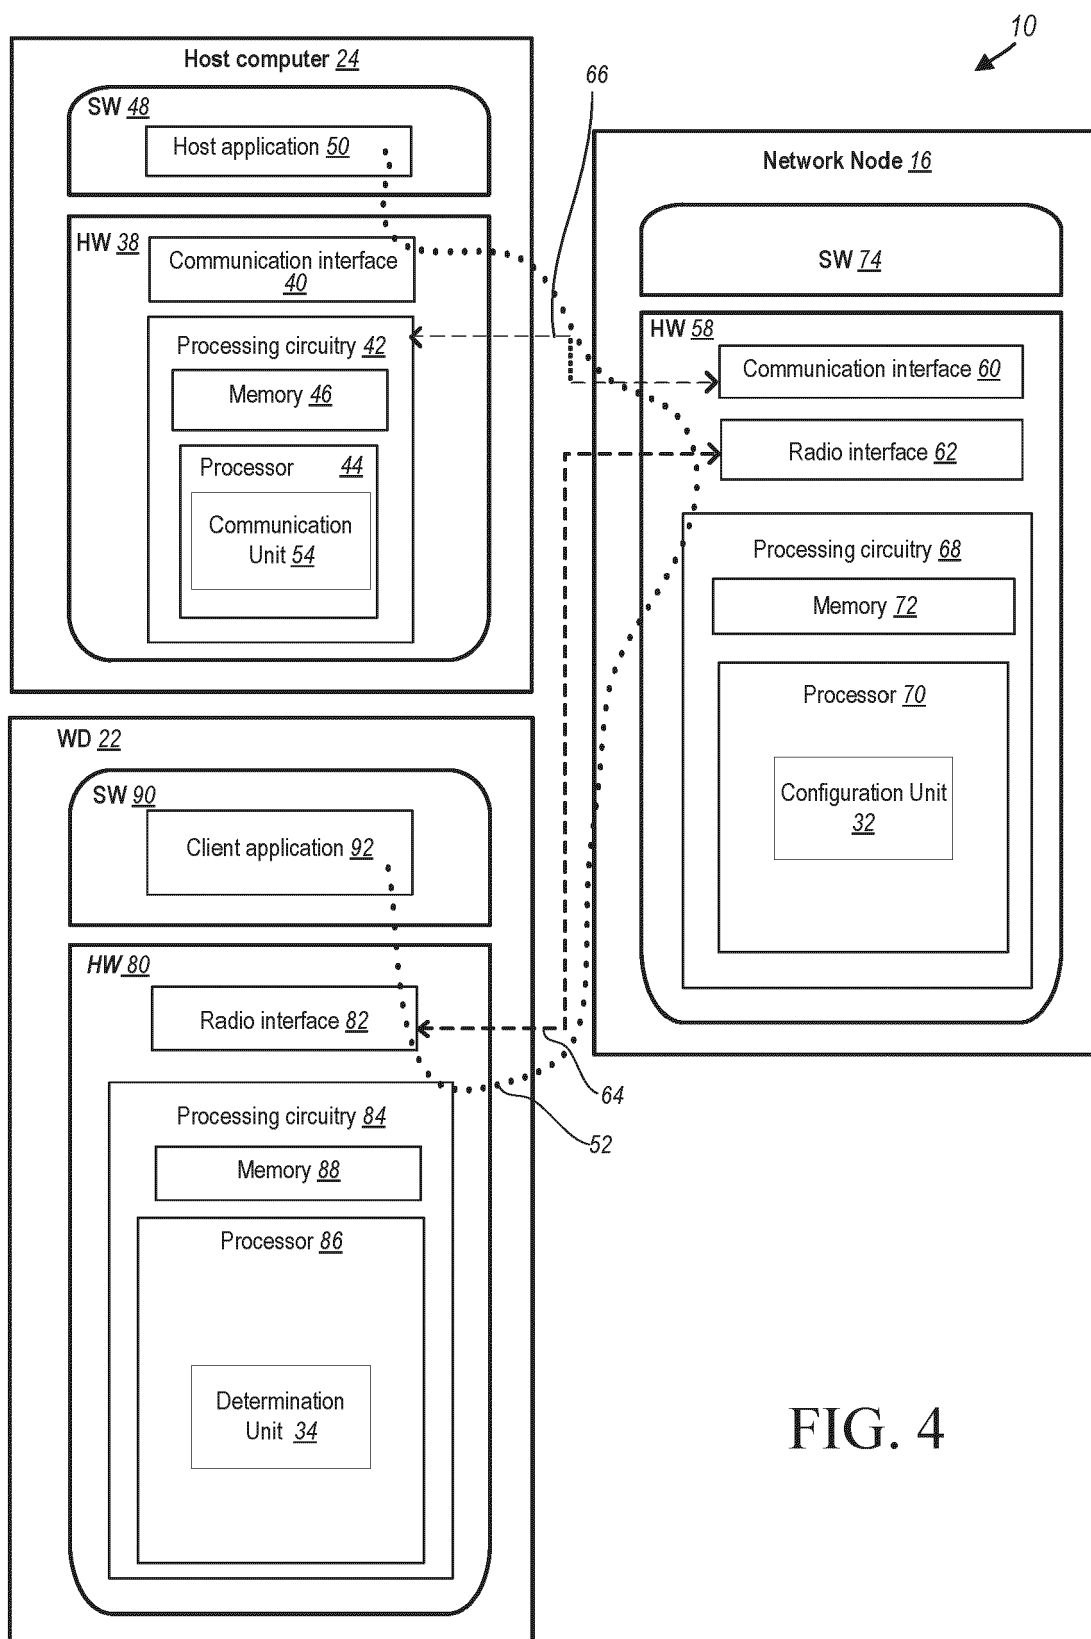 10
Host computer 24
66
SW 48
Host application 50
HW 38
Communication interface
40
Processing circuitry 42
Memory 46
Processor 44
Communication
Unit 54
Network Node 16
SW 74
HW 58
Communication interface 60
Radio interface 62
Processing circuitry 68
Memory 72
Processor 70
Configuration Unit
32
WD 22
SW 90
Client application 92
HW 80
Radio interface 82
64
52
Processing circuitry 84
Memory 88
Processor 86
Determination
Unit 34
FIG. 4